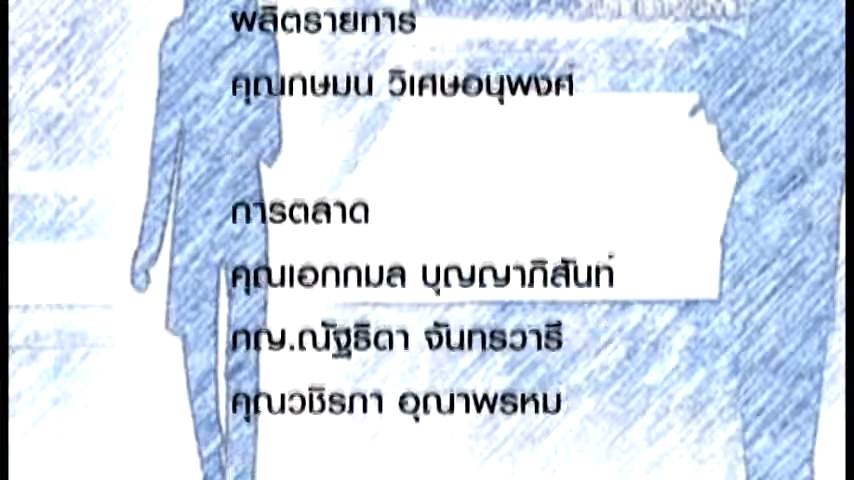 ผลิตรายการ
คุณกษมน วิเศษอนุพงศ์
การตลาด
คุณเอกกมล บุญญาภิสันท์
ภญ.ณัฐธิดา จันทรวารี
คุณวชิรภา อุณาพรหม